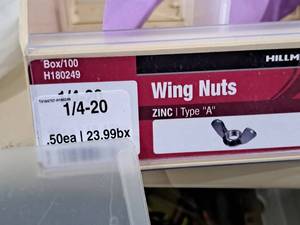 HILLM
Box/100
H180249
Wing Nuts
ZINC | Type "A"
1/4-20
.50ea | 23.99bx